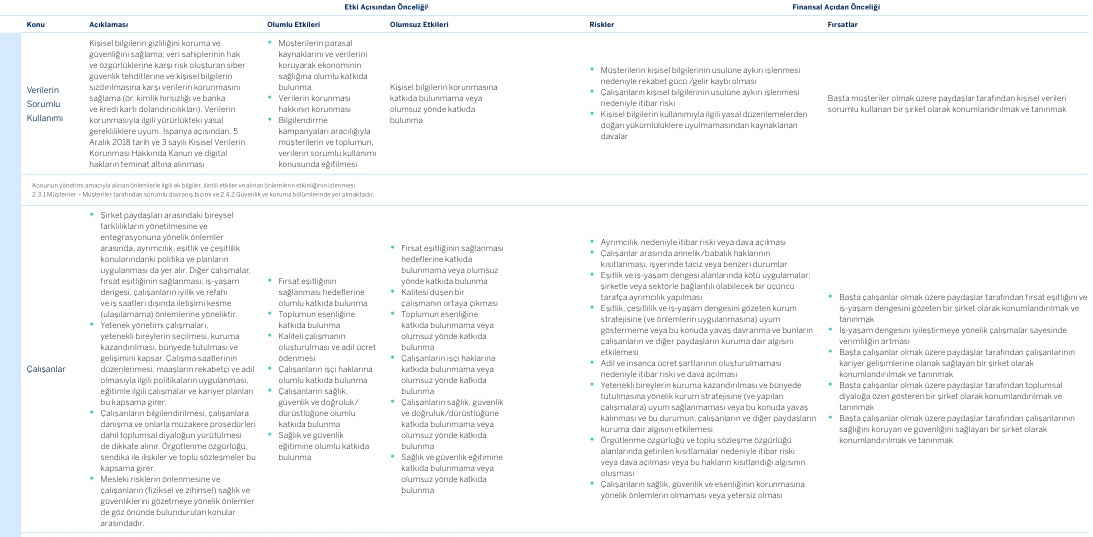 Etki Açısından Önceliği¹
Finansal Açıdan Önceliği
Konu
Açıklaması
Olumlu Etkileri
Olumsuz Etkileri
Riskler
Fırsatlar
Verilerin
Sorumlu
Kullanımı
Kişisel bilgilerin gizliliğini koruma ve
güvenliğini sağlama; veri sahiplerinin hak
ve özgürlüklerine karşı risk oluşturan siber
güvenlik tehditlerine ve kişisel bilgilerin
sızdırılmasına karşı verilerin korunmasını
sağlama (ör. kimlik hırsızlığı ve banka
ve kredi kartı dolandırıcılıkları). Verilerin
korumasıyla ilgili yürürlükteki yasal
gerekliliklere uyum. İspanya açısından, 5
Aralık 2018 tarih ve 3 sayılı Kişisel Verilerin
Korunması Hakkında Kanun ve digital
hakların teminat altına alınması
• Müşterilerin parasal
kaynaklarını ve verilerini
koruyarak ekonominin
sağlığına olumlu katkıda
bulunma
• Verilerin korunması
hakkının korunması
• Bilgilendirme
kampanyaları aracılığıyla
müşterilerin ve toplumun,
verilerin sorumlu kullanımı
konusunda eğitilmesi
Kişisel bilgilerin korunmasına
katkıda bulunmama veya
olumsuz yönde katkıda
bulunma
• Müşterilerin kişisel bilgilerinin usulüne aykırı işlenmesi
nedeniyle rekabet gücü /gelir kaybı olması
• Çalışanların kişisel bilgilerinin usulüne aykırı işlenmesi
nedeniyle itibar riski
• Kişisel bilgilerin kullanımıyla ilgili yasal düzenlemelerden
doğan yükümlülüklere uyulmamasından kaynaklanan
davalar
Başta müşteriler olmak üzere paydaşlar tarafından kişisel verileri
sorumlu kullanan bir şirket olarak konumlandırılmak ve tanınmak
Konunun yönetimi amacıyla alınan önlemlerle ilgili ek bilgiler, ilintili etkiler ve alınan önlemlerin etkinliğinin izlenmesi
2.3.1 Müşteriler – Müşteriler tarafından sorumlu davranış biçimi ve 2.4.2 Güvenlik ve koruma bölümlerinde yer almaktadır.
Çalışanlar
• Şirket paydaşları arasındaki bireysel
farklılıkların yönetilmesine ve
entegrasyonuna yönelik önlemler
arasında, ayrımcılık, eşitlik ve çeşitlilik
konularındaki politika ve planların
uygulanması da yer alır. Diğer çalışmalar,
fırsat eşitliğinin sağlanması, iş-yaşam
dengesi, çalışanların iyilik ve refahı
ve iş saatleri dışında iletişimi kesme
(ulaşılamama) önlemlerine yöneliktir.
• Yetenek yönetimi çalışmaları,
yetenekli bireylerin seçilmesi, kuruma
kazandırılması, bünyede tutulması ve
gelişimini kapsar. Çalışma saatlerinin
düzenlenmesi, maaşların rekabetçi ve adil
olmasıyla ilgili politikaların uygulanması,
eğitimle ilgili çalışmalar ve kariyer planları
bu kapsama girer.
• Çalışanların bilgilendirilmesi, çalışanlara
danışma ve onlarla müzakere prosedürleri
dahil toplumsal diyaloğun yürütülmesi
de dikkate alınır. Örgütlenme özgürlüğü,
sendika ile ilişkiler ve toplu sözleşmeler bu
kapsama girer.
• Mesleki risklerin önlenmesine ve
çalışanların (fiziksel ve zihinsel) sağlık ve
güvenliklerini gözetmeye yönelik önlemler
de göz önünde bulundurulan konular
arasındadır.
• Fırsat eşitliğinin
sağlanması hedeflerine
olumlu katkıda bulunma
• Toplumun esenliğine
katkıda bulunma
• Kaliteli çalışmanın
oluşturulması ve adil ücret
ödenmesi
• Çalışanların işçi haklarına
olumlu katkıda bulunma
• Çalışanların sağlık,
güvenlik ve doğruluk/
dürüstlüğüne olumlu
katkıda bulunma
• Sağlık ve güvenlik
eğitimine olumlu katkıda
bulunma
• Fırsat eşitliğinin sağlanması
hedeflerine katkıda
bulunmama veya olumsuz
yönde katkıda bulunma
• Kalitesi düşen bir
çalışmanın ortaya çıkması
• Toplumun esenliğine
katkıda bulunmama veya
olumsuz yönde katkıda
bulunma
• Çalışanların işçi haklarına
katkıda bulunmama veya
olumsuz yönde katkıda
bulunma
• Çalışanların sağlık, güvenlik
ve doğruluk/dürüstlüğüne
katkıda bulunmama veya
olumsuz yönde katkıda
bulunma
• Sağlık ve güvenlik eğitimine
katkıda bulunmama veya
olumsuz yönde katkıda
bulunma
• Ayrımcılık nedeniyle itibar riski veya dava açılması
• Çalışanlar arasında annelik/babalık haklarının
kısıtlanması, işyerinde taciz veya benzeri durumlar
• Eşitlik ve iş-yaşam dengesi alanlarında kötü uygulamalar;
şirketle veya sektörle bağlantılı olabilecek bir üçüncü
tarafça ayrımcılık yapılması
• Eşitlik, çeşitlilik ve iş-yaşam dengesini gözeten kurum
stratejisine (ve önlemlerin uygulanmasına) uyum
göstermeme veya bu konuda yavaş davranma ve bunların
çalışanların ve diğer paydaşların kuruma dair algısını
etkilemesi
• Adil ve insanca ücret şartlarının oluşturulmaması
nedeniyle itibar riski ve dava açılması
• Yetenekli bireylerin kuruma kazandırılması ve bünyede
tutulmasına yönelik kurum stratejisine (ve yapılan
çalışmalara) uyum sağlanmaması veya bu konuda yavaş
kalınması ve bu durumun, çalışanların ve diğer paydaşların
kuruma dair algısını etkilemesi
• Örgütlenme özgürlüğü ve toplu sözleşme özgürlüğü
alanlarında getirilen kısıtlamalar nedeniyle itibar riski
veya dava açılması veya bu hakların kısıtlandığı algısının
oluşması
• Çalışanların sağlık, güvenlik ve esenliğinin korunmasına
yönelik önlemlerin olmaması veya yetersiz olması
• Başta çalışanlar olmak üzere paydaşlar tarafından fırsat eşitliğini ve
iş-yaşam dengesini gözeten bir şirket olarak konumlandırılmak ve
tanınmak
• İş-yaşam dengesini iyileştirmeye yönelik çalışmalar sayesinde
verimliliğin artması
• Başta çalışanlar olmak üzere paydaşlar tarafından çalışanlarının
kariyer gelişimlerine olanak sağlayan bir şirket olarak
konumlandırılmak ve tanınmak
• Başta çalışanlar olmak üzere paydaşlar tarafından toplumsal
diyaloğa özen gösteren bir şirket olarak konumlandırılmak ve
tanınmak
• Başta çalışanlar olmak üzere paydaşlar tarafından çalışanlarının
sağlığını koruyan ve güvenliğini sağlayan bir şirket olarak
konumlandırılmak ve tanınmak